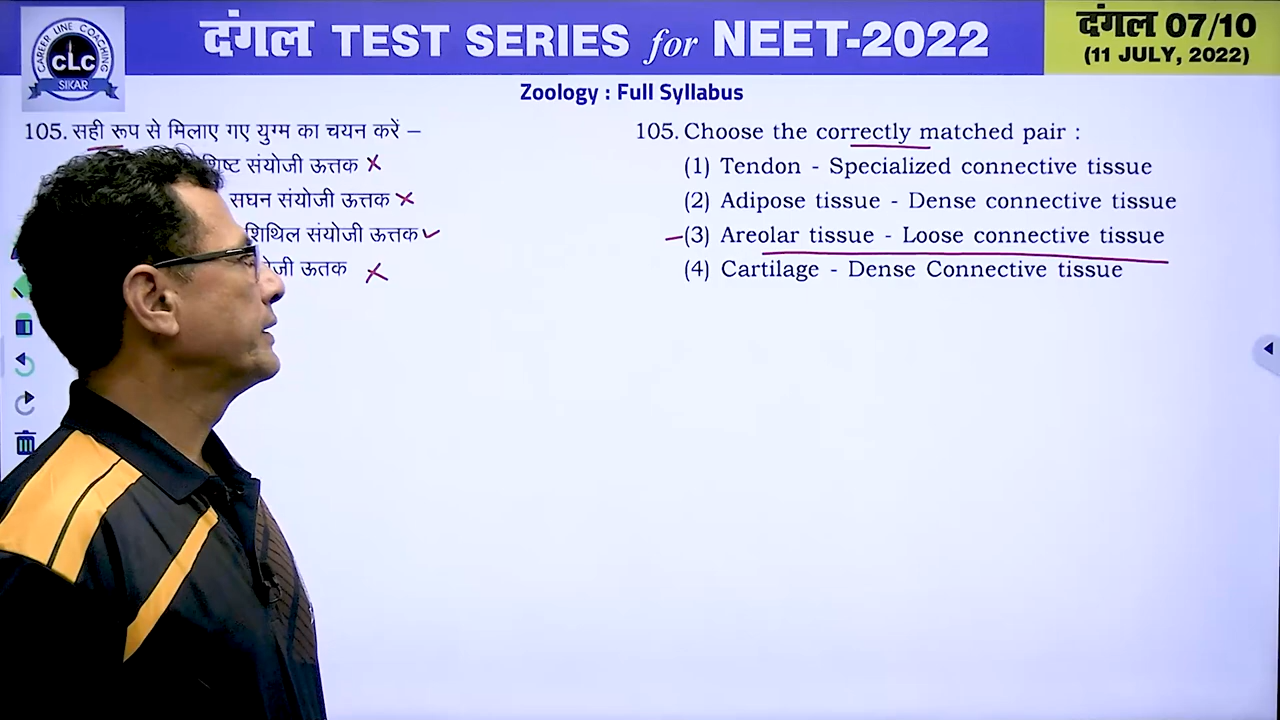 दंगल TEST SERIES for NEET-2022
दंगल 07/10
(11 JULY, 2022)
CAREER LINE COACHING
CLC
SIKAR
Zoology : Full Syllabus
105. सही रूप से मिलाए गए युग्म का चयन करें –
संयोजी ऊत्तक
सघन संयोजी ऊत्तक
शिथिल संयोजी ऊत्तक
ऊतक
105. Choose the correctly matched pair :
(1) Tendon - Specialized connective tissue
(2) Adipose tissue - Dense connective tissue
(3) Areolar tissue - Loose connective tissue
(4) Cartilage - Dense Connective tissue